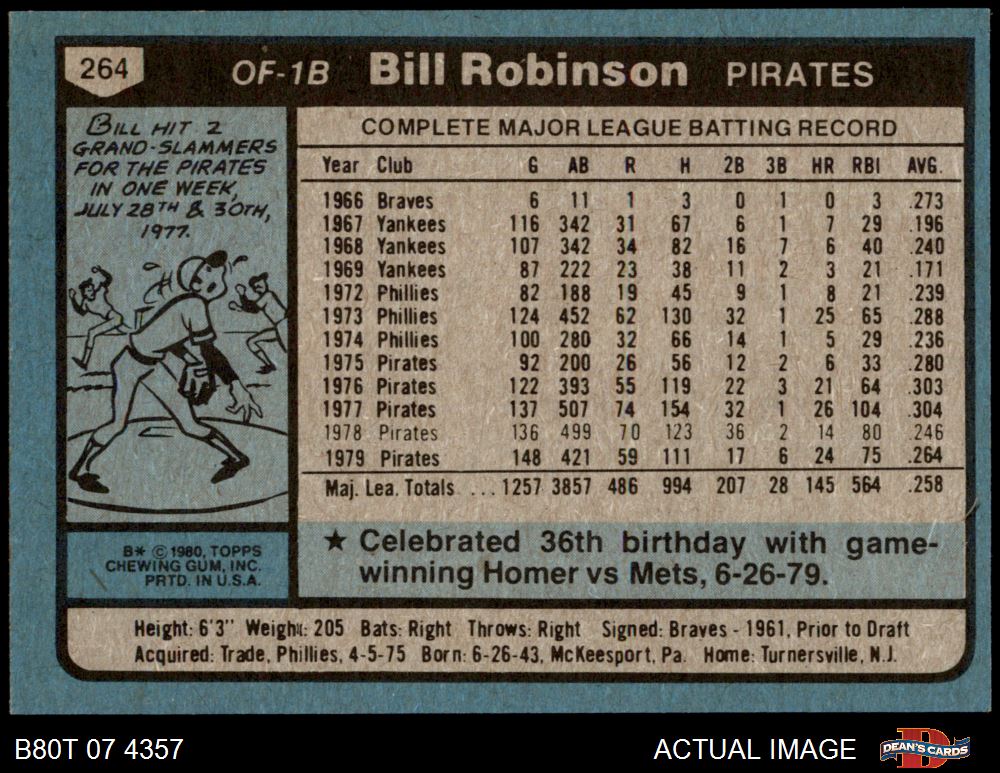 264 OF-1B Bill Robinson PIRATES
BILL HIT 2
GRAND-SLAMMERS
FOR THE PIRATES
IN ONE WEEK,
JULY 28TH & 30TH,
1977.
COMPLETE MAJOR LEAGUE BATTING RECORD
Year Club G AB R H 2B 3B HR RBI AVG.
1966 Braves 6 11 1 3 0 1 0 3 .273
1967 Yankees 116 342 31 67 6 1 7 29 .196
1968 Yankees 107 342 34 82 16 7 6 40 .240
1969 Yankees 87 222 23 38 11 2 3 21 .171
1972 Phillies 82 188 19 45 9 1 8 21 .239
1973 Phillies 124 452 62 130 32 1 25 65 .288
1974 Phillies 100 280 32 66 14 1 5 29 .236
1975 Pirates 92 200 26 56 12 2 6 33 .280
1976 Pirates 122 393 55 119 22 3 21 64 .303
1977 Pirates 137 507 74 154 32 1 26 104 .304
1978 Pirates 136 499 70 123 36 2 14 80 .246
1979 Pirates 148 421 59 111 17 6 24 75 .264
Maj. Lea. Totals ... 1257 3857 486 994 207 28 145 564 .258
B* © 1980, TOPPS
CHEWING GUM, INC.
PRTD. IN U.S.A.
★ Celebrated 36th birthday with game-
winning Homer vs Mets, 6-26-79.
Height: 6'3" Weight: 205 Bats: Right Throws: Right Signed: Braves - 1961, Prior to Draft
Acquired: Trade, Phillies, 4-5-75 Born: 6-26-43, McKeesport, Pa. Home: Turnersville, N.J.
B80T 07 4357 ACTUAL IMAGE DEAN'S CARDS